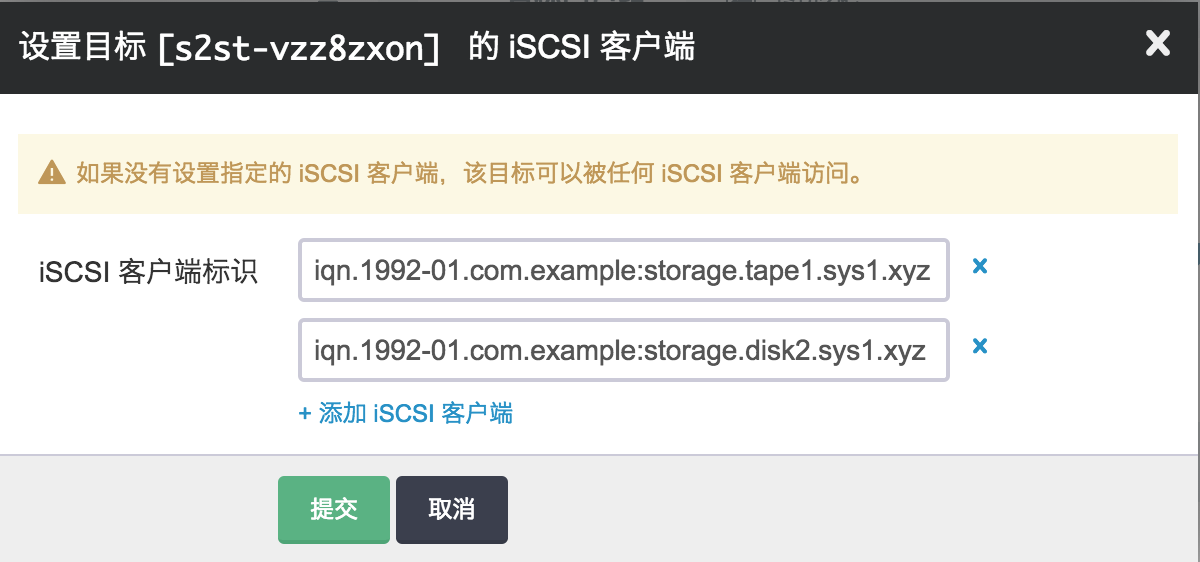 设置目标 [s2st-vzz8zxon] 的 iSCSI 客户端
如果没有设置指定的 iSCSI 客户端，该目标可以被任何 iSCSI 客户端访问。
iSCSI 客户端标识
iqn.1992-01.com.example:storage.tape1.sys1.xyz
iqn.1992-01.com.example:storage.disk2.sys1.xyz
+ 添加 iSCSI 客户端
提交
取消